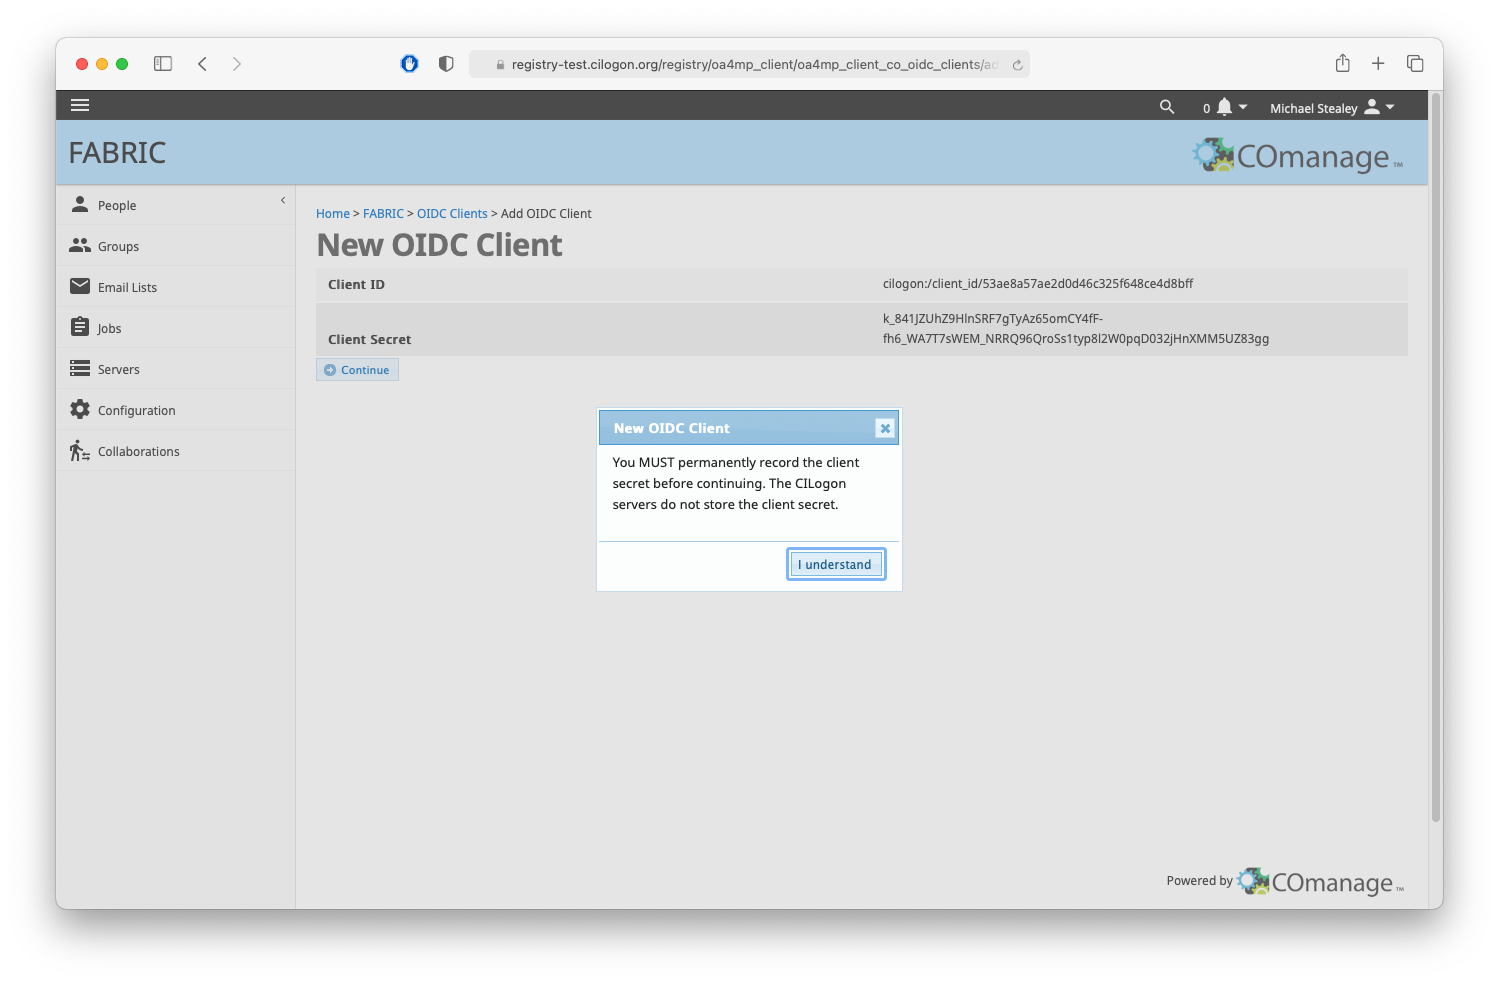 registry-test.cilogon.org/registry/oa4mp_client/oa4mp_client_co_oidc_clients/ad
0
Michael Stealey
FABRIC
COmanage™
People
Groups
Email Lists
Jobs
Servers
Configuration
Collaborations
Home > FABRIC > OIDC Clients > Add OIDC Client
New OIDC Client
Client ID
cilogon:/client_id/53ae8a57ae2d0d46c325f648ce4d8bff
Client Secret
k_841JZUhZ9HlnSRF7gTyAz65omCY4fF-
fh6_WA7T7sWEM_NRRQ96QroSs1typ8l2W0pqD032jHnXMM5UZ83gg
Continue
New OIDC Client
You MUST permanently record the client
secret before continuing. The CILogon
servers do not store the client secret.
I understand
Powered by COmanage™